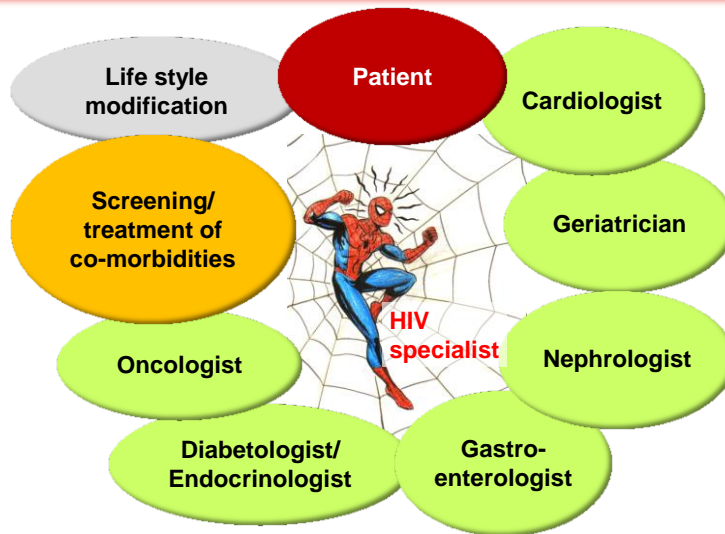 Life style
modification
Patient
Cardiologist
Screening/
treatment of
co-morbidities
Geriatrician
HIV
specialist
Oncologist
Nephrologist
Diabetologist/
Endocrinologist
Gastro-
enterologist